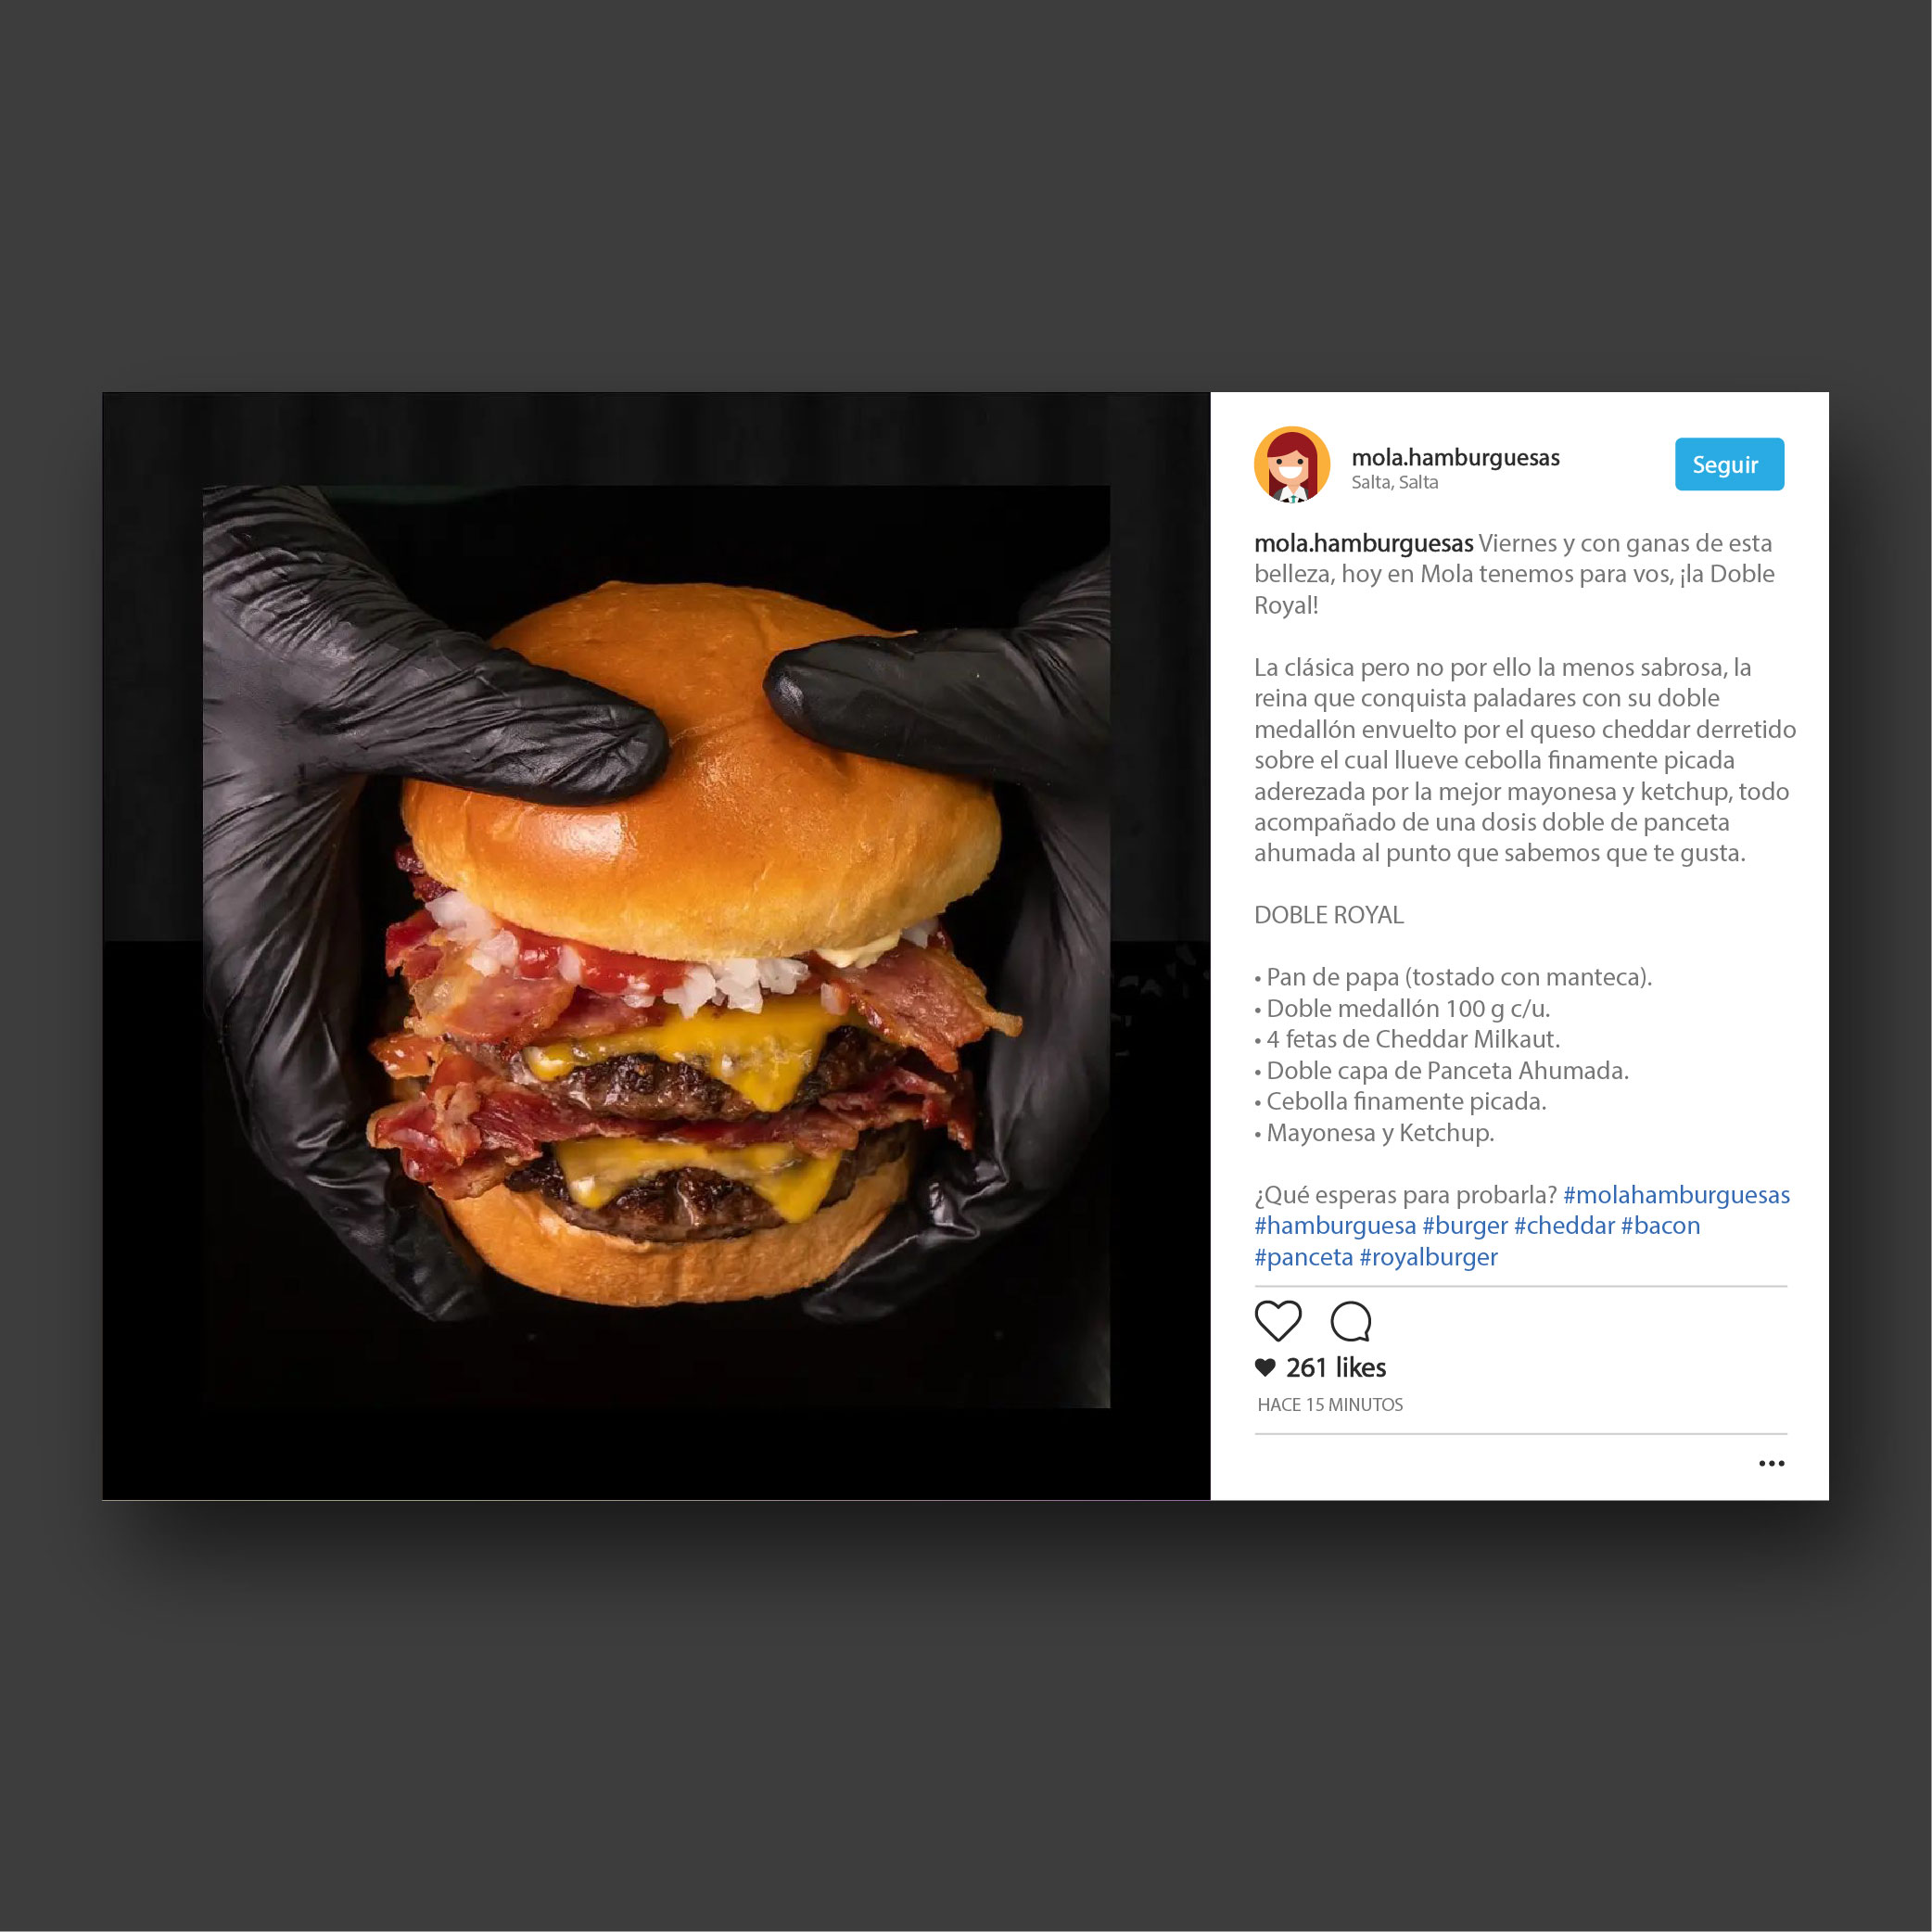 mola.hamburguesas
Salta, Salta
Seguir
mola.hamburguesas Viernes y con ganas de esta
belleza, hoy en Mola tenemos para vos, ¡la Doble
Royal!
La clásica pero no por ello la menos sabrosa, la
reina que conquista paladares con su doble
medallón envuelto por el queso cheddar derretido
sobre el cual llueve cebolla finamente picada
aderezada por la mejor mayonesa y ketchup, todo
acompañado de una dosis doble de panceta
ahumada al punto que sabemos que te gusta.
DOBLE ROYAL
• Pan de papa (tostado con manteca).
• Doble medallón 100 g c/u.
• 4 fetas de Cheddar Milkaut.
• Doble capa de Panceta Ahumada.
• Cebolla finamente picada.
• Mayonesa y Ketchup.
¿Qué esperas para probarla? #molahamburguesas
#hamburguesa #burger #cheddar #bacon
#panceta #royalburger
261 likes
HACE 15 MINUTOS